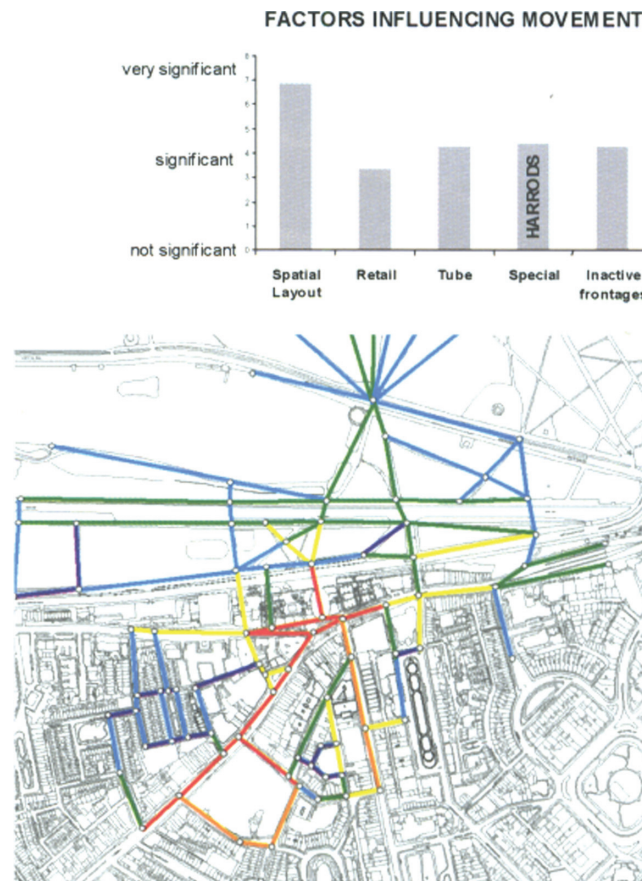 FACTORS INFLUENCING MOVEMENT
very significant
significant
not significant
8
7
6
5
4
3
2
1
0
HARRODS
Spatial
Layout
Retail
Tube
Special
Inactive
frontages